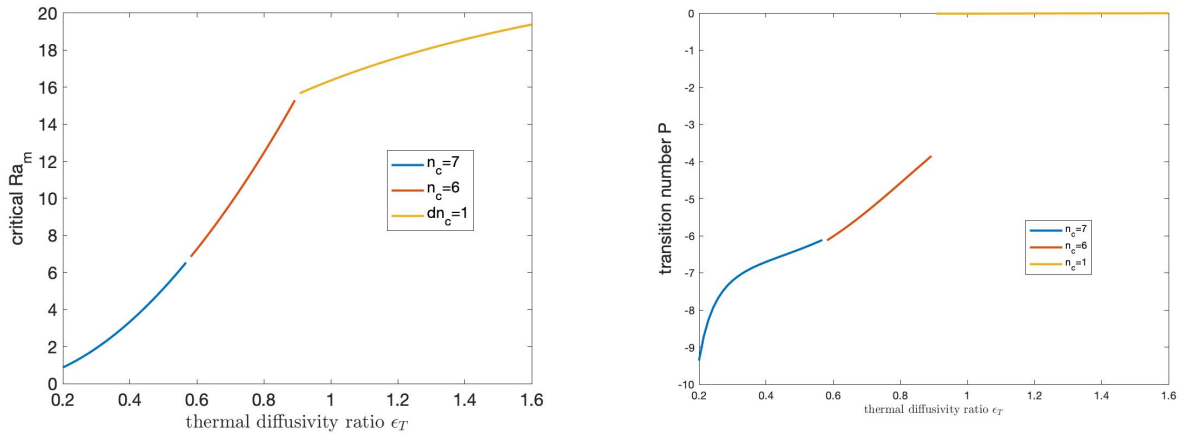 20
18
16
14
12
10
8
6
4
2
0
critical Ra_m
n_c=7
n_c=6
dn_c=1
0.2 0.4 0.6 0.8 1 1.2 1.4 1.6
thermal diffusivity ratio ϵ_T
0
-1
-2
-3
-4
-5
-6
-7
-8
-9
-10
transition number P
n_c=7
n_c=6
n_c=1
0.2 0.4 0.6 0.8 1 1.2 1.4 1.6
thermal diffusivity ratio ϵ_T